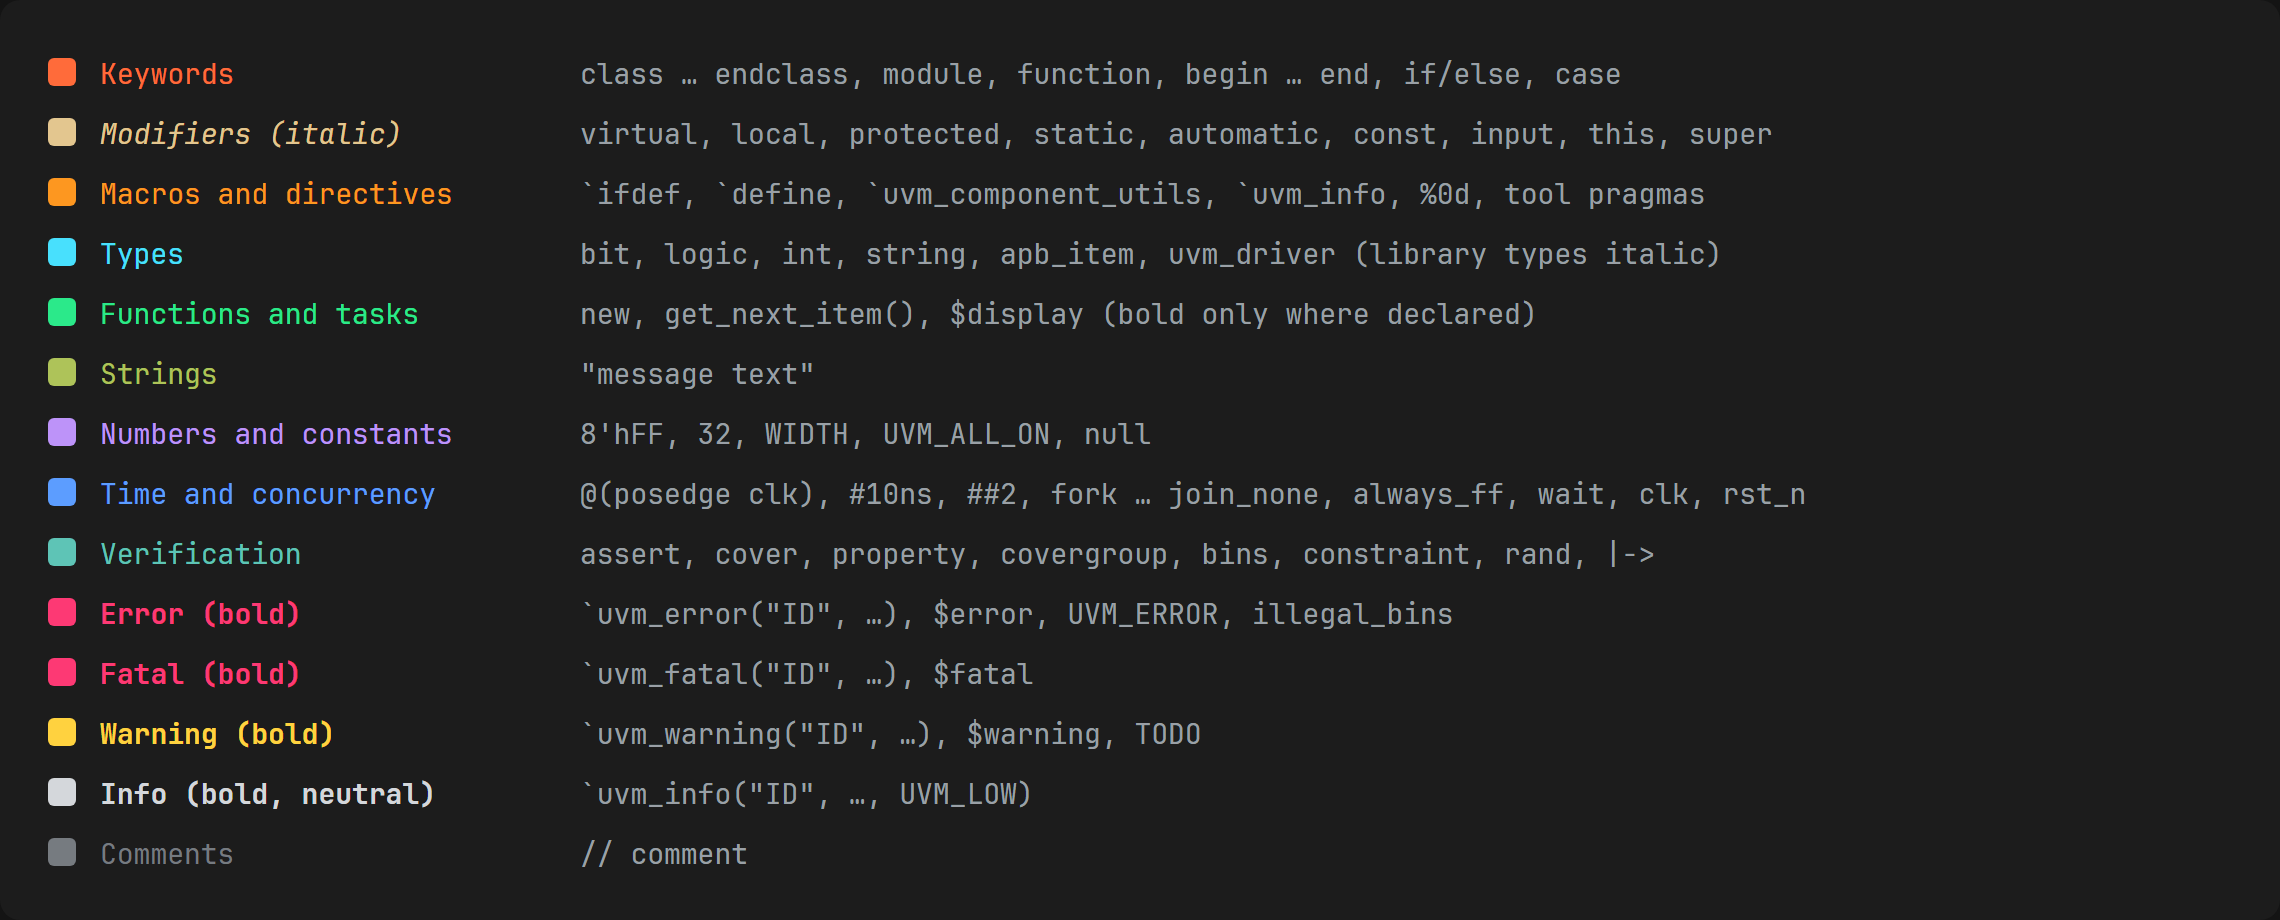 Keywords class … endclass, module, function, begin … end, if/else, case
Modifiers (italic) virtual, local, protected, static, automatic, const, input, this, super
Macros and directives `ifdef, `define, `uvm_component_utils, `uvm_info, %0d, tool pragmas
Types bit, logic, int, string, apb_item, uvm_driver (library types italic)
Functions and tasks new, get_next_item(), $display (bold only where declared)
Strings "message text"
Numbers and constants 8'hFF, 32, WIDTH, UVM_ALL_ON, null
Time and concurrency @(posedge clk), #10ns, ##2, fork … join_none, always_ff, wait, clk, rst_n
Verification assert, cover, property, covergroup, bins, constraint, rand, |->
Error (bold) `uvm_error("ID", …), $error, UVM_ERROR, illegal_bins
Fatal (bold) `uvm_fatal("ID", …), $fatal
Warning (bold) `uvm_warning("ID", …), $warning, TODO
Info (bold, neutral) `uvm_info("ID", …, UVM_LOW)
Comments // comment